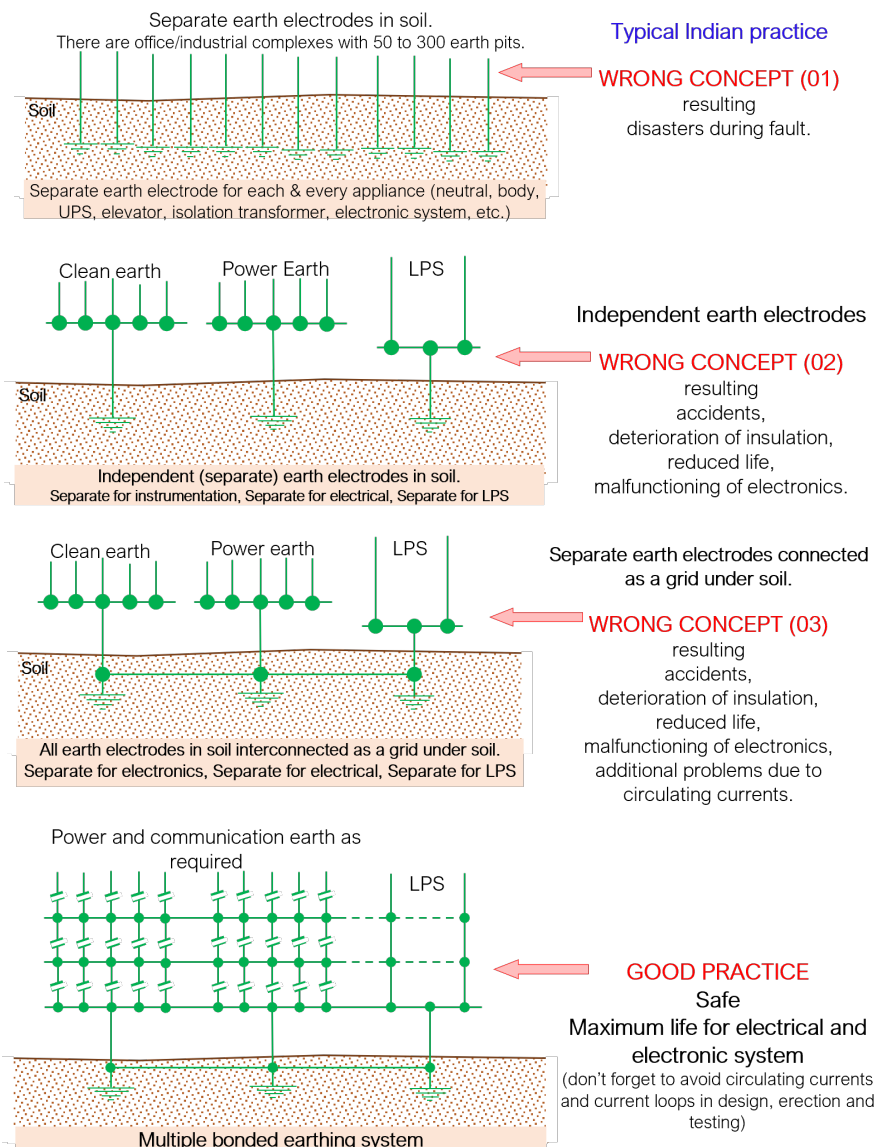 Separate earth electrodes in soil.
There are office/industrial complexes with 50 to 300 earth pits.
Typical Indian practice
WRONG CONCEPT (01)
resulting
disasters during fault.
Soil
Separate earth electrode for each & every appliance (neutral, body,
UPS, elevator, isolation transformer, electronic system, etc.)
Clean earth
Power Earth
LPS
Independent earth electrodes
WRONG CONCEPT (02)
resulting
accidents,
deterioration of insulation,
reduced life,
malfunctioning of electronics.
Soil
Independent (separate) earth electrodes in soil.
Separate for instrumentation, Separate for electrical, Separate for LPS
Clean earth
Power earth
LPS
Separate earth electrodes connected
as a grid under soil.
WRONG CONCEPT (03)
resulting
accidents,
deterioration of insulation,
reduced life,
malfunctioning of electronics,
additional problems due to
circulating currents.
Soil
All earth electrodes in soil interconnected as a grid under soil.
Separate for electronics, Separate for electrical, Separate for LPS
Power and communication earth as
required
LPS
GOOD PRACTICE
Safe
Maximum life for electrical and
electronic system
(don't forget to avoid circulating currents
and current loops in design, erection and
testing)
Multiple bonded earthing system